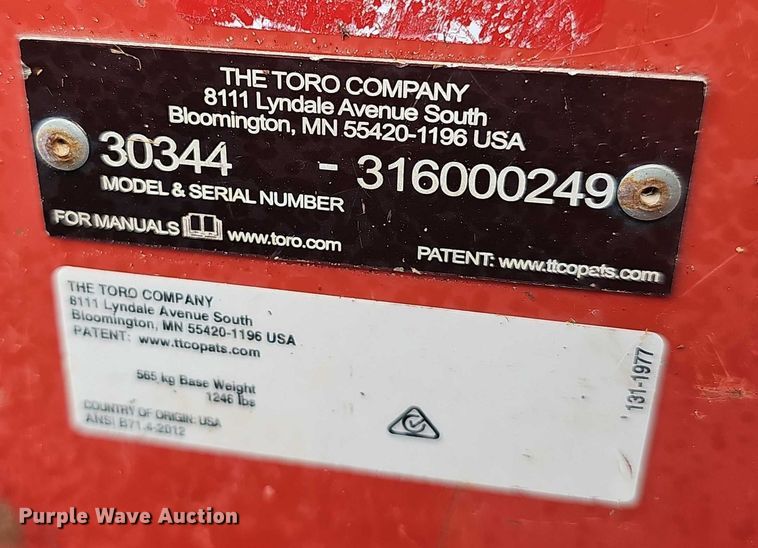 THE TORO COMPANY
8111 Lyndale Avenue South
Bloomington, MN 55420-1196 USA
30344 - 316000249
MODEL & SERIAL NUMBER
FOR MANUALS www.toro.com
PATENT: www.ttcopats.com
THE TORO COMPANY
8111 Lyndale Avenue South
Bloomington, MN 55420-1196 USA
PATENT: www.ttcopats.com
565 kg Base Weight
1246 lbs
COUNTRY OF ORIGIN: USA
ANSI B71.4-2012
131-1977
Purple Wave Auction